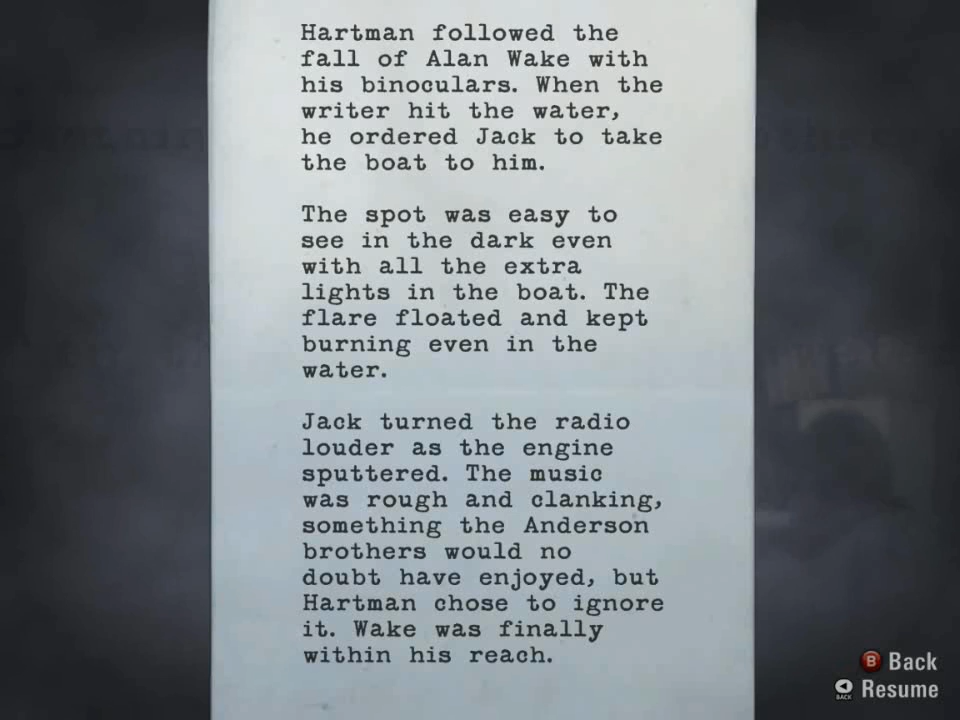 Hartman followed the
fall of Alan Wake with
his binoculars. When the
writer hit the water,
he ordered Jack to take
the boat to him.
The spot was easy to
see in the dark even
with all the extra
lights in the boat. The
flare floated and kept
burning even in the
water.
Jack turned the radio
louder as the engine
sputtered. The music
was rough and clanking,
something the Anderson
brothers would no
doubt have enjoyed, but
Hartman chose to ignore
it. Wake was finally
within his reach.
B Back
BACK Resume